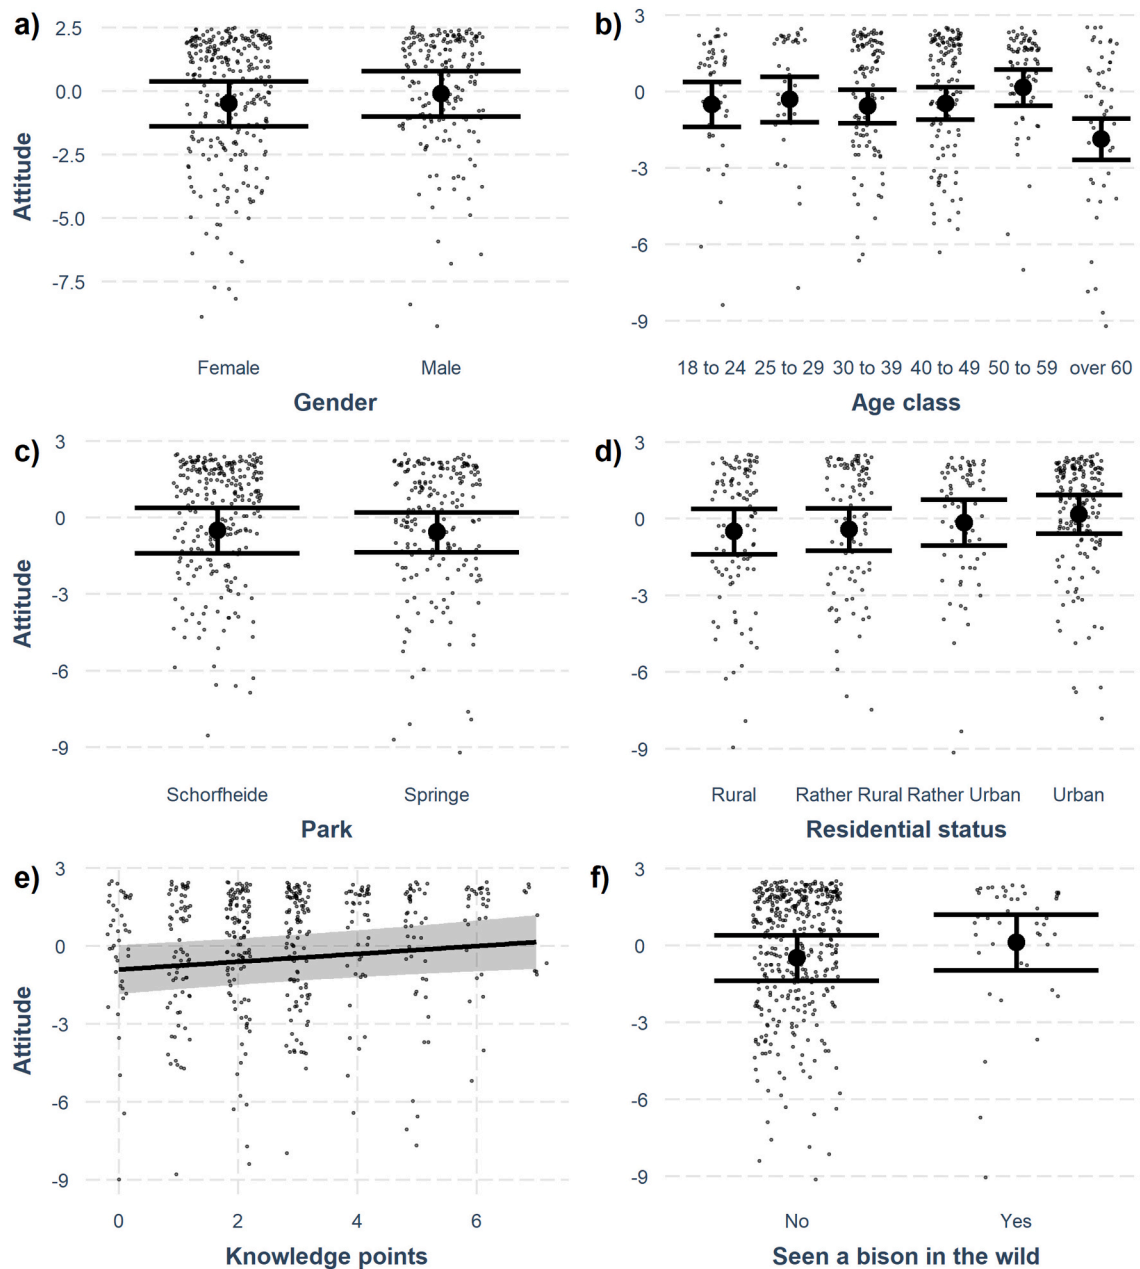 a)
2.5
0.0
-2.5
-5.0
-7.5
Attitude
Female Male
Gender
b)
3
0
-3
-6
-9
18 to 24 25 to 29 30 to 39 40 to 49 50 to 59 over 60
Age class
c)
3
0
-3
-6
-9
Attitude
Schorfheide Springe
Park
d)
3
0
-3
-6
-9
Rural Rather Rural Rather Urban Urban
Residential status
e)
3
0
-3
-6
-9
Attitude
0 2 4 6
Knowledge points
f)
3
0
-3
-6
-9
No Yes
Seen a bison in the wild